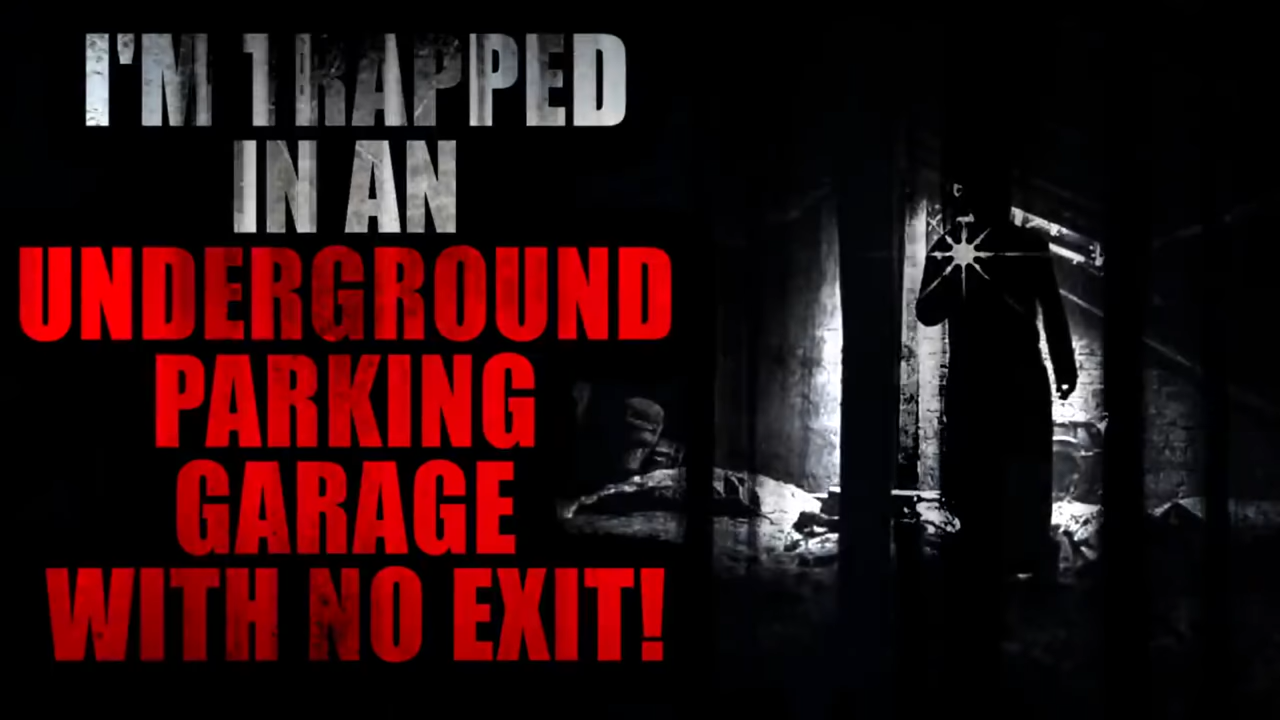 I'M TRAPPED
IN AN
UNDERGROUND
PARKING
GARAGE
WITH NO EXIT!